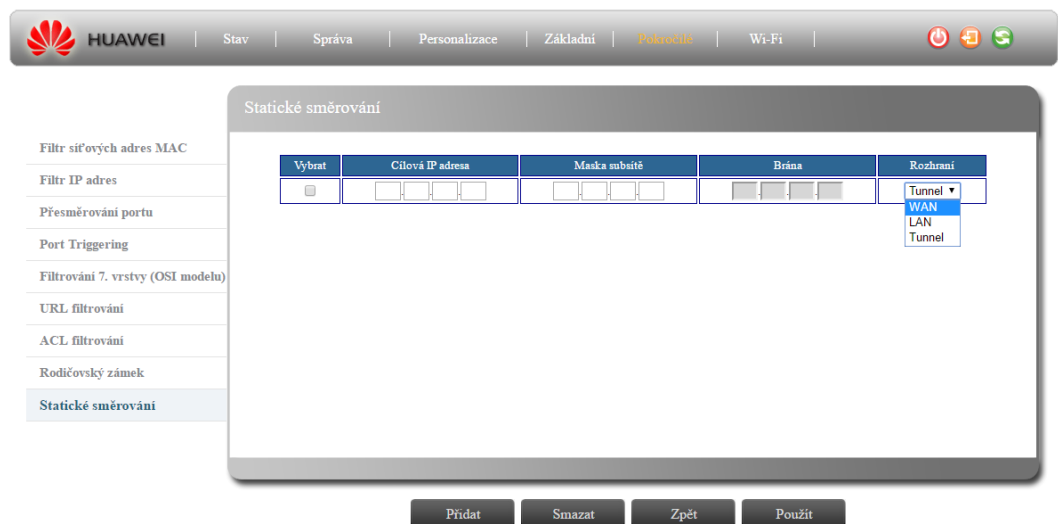 HUAWEI Stav Správa Personalizace Základní Pokročilé Wi-Fi
Statické směrování
Filtr síťových adres MAC
Filtr IP adres
Přesměrování portu
Port Triggering
Filtrování 7. vrstvy (OSI modelu)
URL filtrování
ACL filtrování
Rodičovský zámek
Statické směrování
Vybrat Cílová IP adresa Maska subsítě Brána Rozhraní
Tunnel
WAN
LAN
Tunnel
Přidat Smazat Zpět Použít